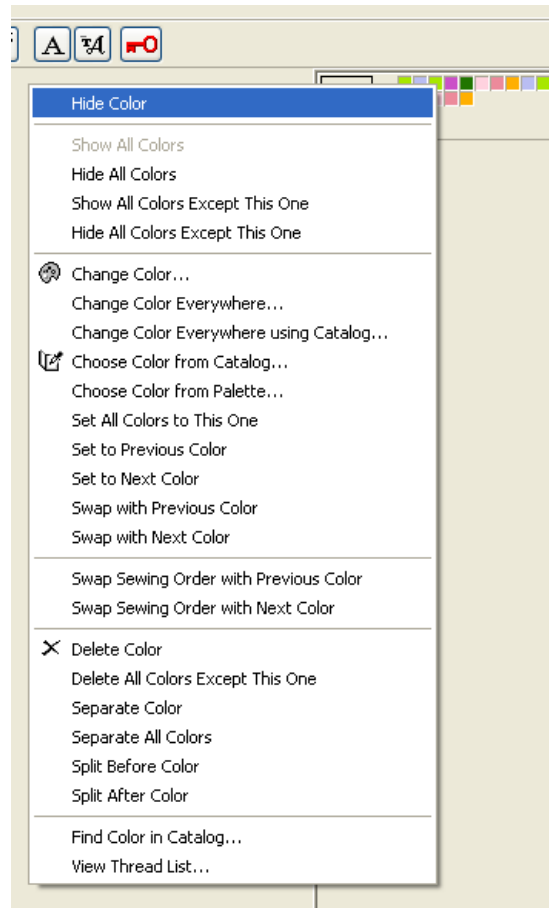 A A
Hide Color
Show All Colors
Hide All Colors
Show All Colors Except This One
Hide All Colors Except This One
Change Color...
Change Color Everywhere...
Change Color Everywhere using Catalog...
Choose Color from Catalog...
Choose Color from Palette...
Set All Colors to This One
Set to Previous Color
Set to Next Color
Swap with Previous Color
Swap with Next Color
Swap Sewing Order with Previous Color
Swap Sewing Order with Next Color
Delete Color
Delete All Colors Except This One
Separate Color
Separate All Colors
Split Before Color
Split After Color
Find Color in Catalog...
View Thread List...